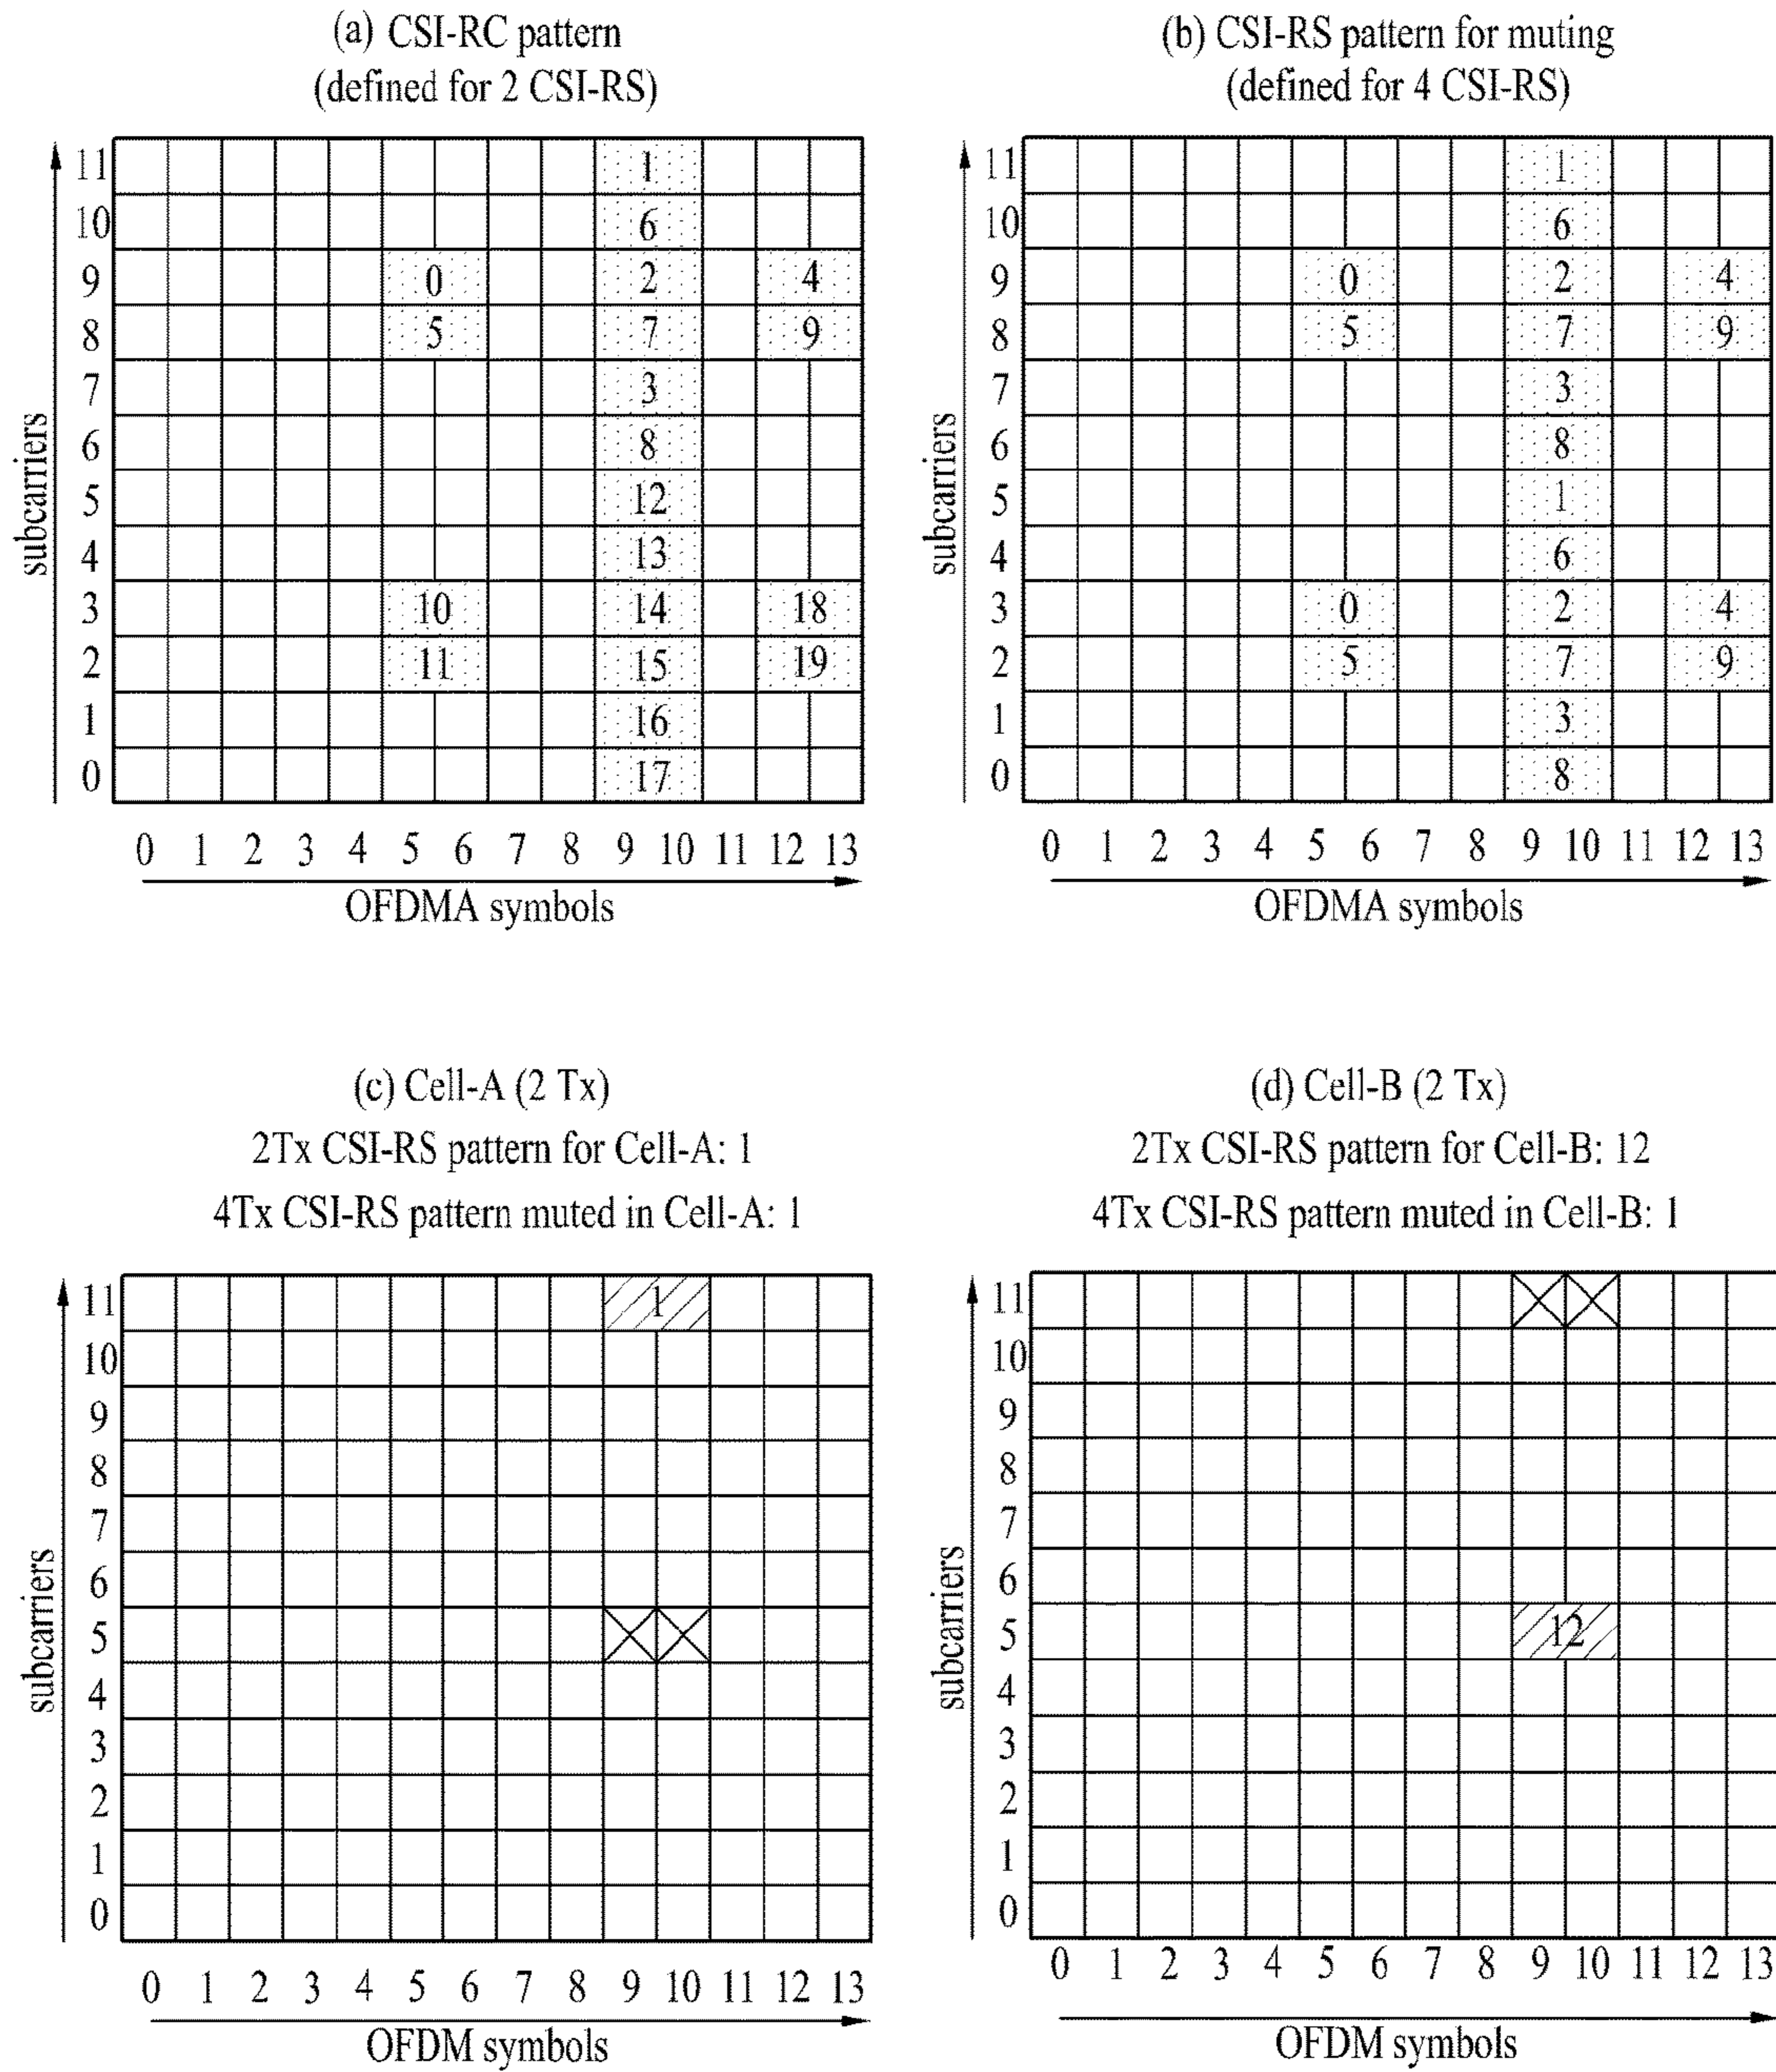 (a) CSI-RC pattern
(defined for 2 CSI-RS)
11 1
10 6
9 0 2 4
8 5 7 9
7 3
6 8
5 12
4 13
3 10 14 18
2 11 15 19
1 16
0 17
subcarriers
0 1 2 3 4 5 6 7 8 9 10 11 12 13
OFDMA symbols
(b) CSI-RS pattern for muting
(defined for 4 CSI-RS)
11 1
10 6
9 0 2 4
8 5 7 9
7 3
6 8
5 1
4 6
3 0 2 4
2 5 7 9
1 3
0 8
subcarriers
0 1 2 3 4 5 6 7 8 9 10 11 12 13
OFDMA symbols
(c) Cell-A (2 Tx)
2Tx CSI-RS pattern for Cell-A: 1
4Tx CSI-RS pattern muted in Cell-A: 1
11 1
10
9
8
7
6
5
4
3
2
1
0
subcarriers
0 1 2 3 4 5 6 7 8 9 10 11 12 13
OFDM symbols
(d) Cell-B (2 Tx)
2Tx CSI-RS pattern for Cell-B: 12
4Tx CSI-RS pattern muted in Cell-B: 1
11
10
9
8
7
6
5 12
4
3
2
1
0
subcarriers
0 1 2 3 4 5 6 7 8 9 10 11 12 13
OFDM symbols